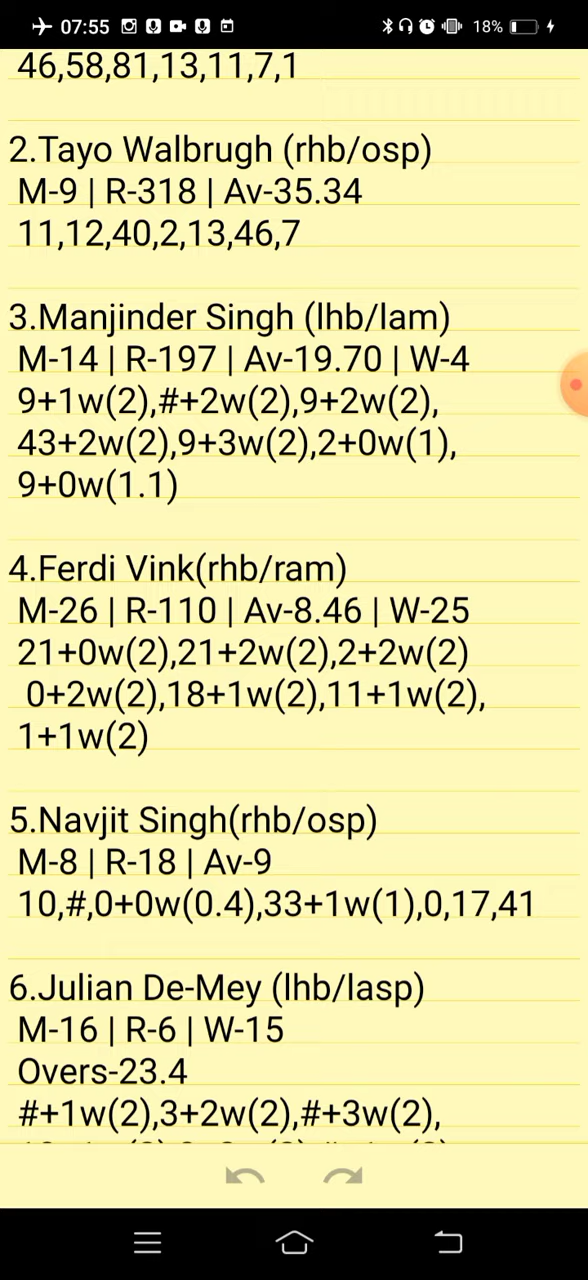 07:55
18%
46,58,81,13,11,7,1
2.Tayo Walbrugh (rhb/osp)
M-9 | R-318 | Av-35.34
11,12,40,2,13,46,7
3.Manjinder Singh (lhb/lam)
M-14 | R-197 | Av-19.70 | W-4
9+1w(2),#+2w(2),9+2w(2),
43+2w(2),9+3w(2),2+0w(1),
9+0w(1.1)
4.Ferdi Vink(rhb/ram)
M-26 | R-110 | Av-8.46 | W-25
21+0w(2),21+2w(2),2+2w(2)
0+2w(2),18+1w(2),11+1w(2),
1+1w(2)
5.Navjit Singh(rhb/osp)
M-8 | R-18 | Av-9
10,#,0+0w(0.4),33+1w(1),0,17,41
6.Julian De-Mey (lhb/lasp)
M-16 | R-6 | W-15
Overs-23.4
#+1w(2),3+2w(2),#+3w(2),